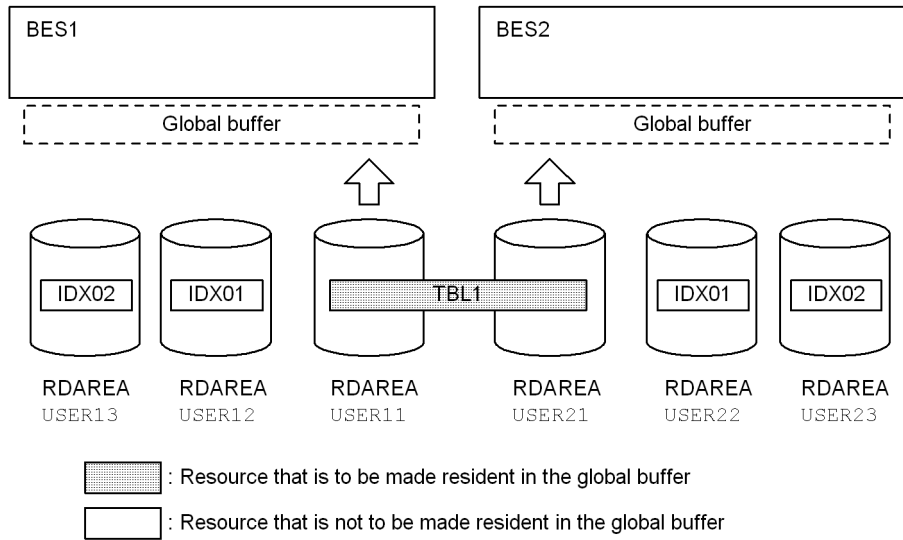 BES1
BES2
Global buffer
Global buffer
IDX02
IDX01
TBL1
IDX01
IDX02
RDAREA
USER13
RDAREA
USER12
RDAREA
USER11
RDAREA
USER21
RDAREA
USER22
RDAREA
USER23
: Resource that is to be made resident in the global buffer
: Resource that is not to be made resident in the global buffer